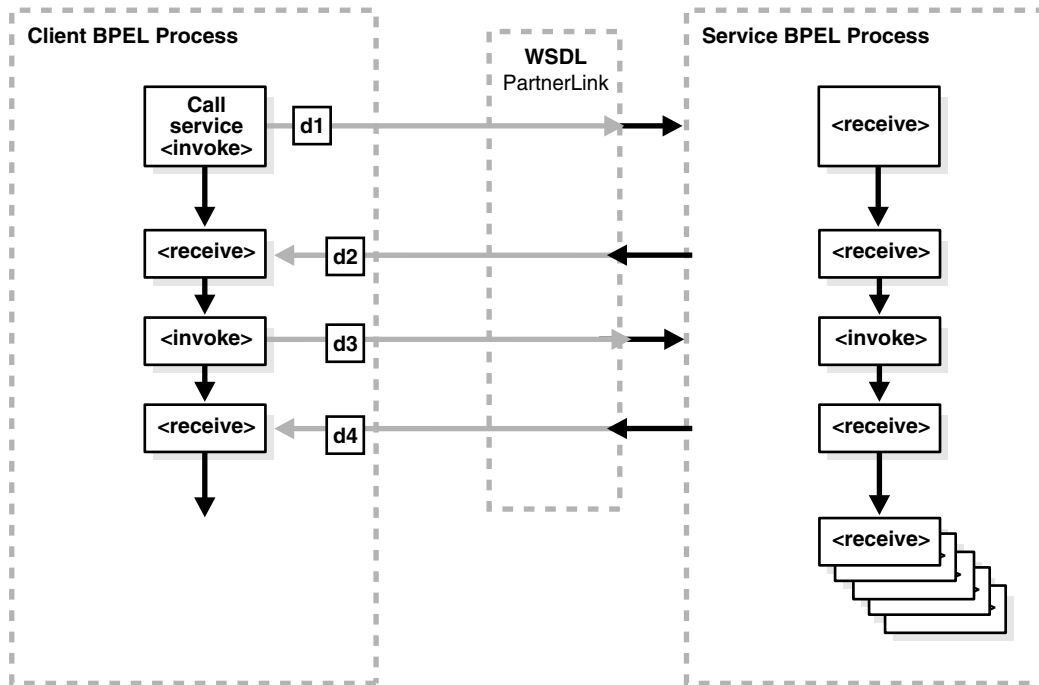 Client BPEL Process
WSDL
PartnerLink
Service BPEL Process
Call
service
<invoke>
d1
<receive>
<receive>
d2
<receive>
<invoke>
d3
<invoke>
<receive>
d4
<receive>
<receive>
>
>
>
>